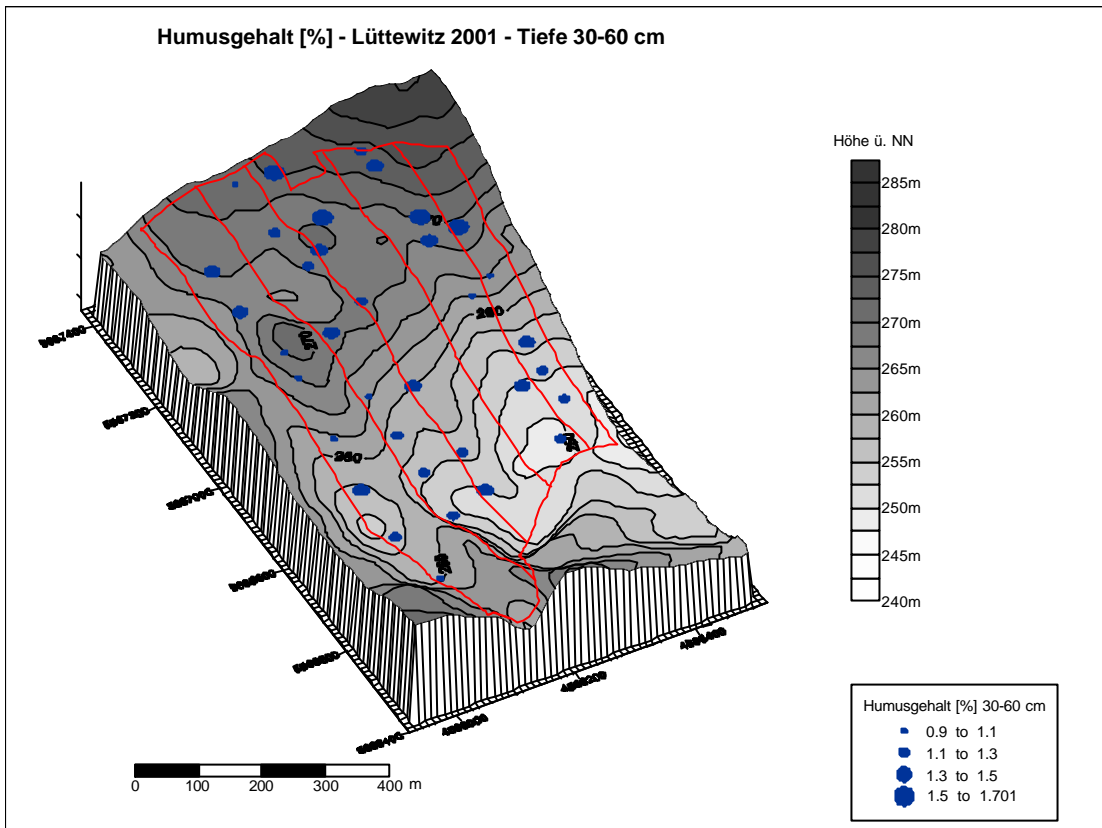 Humusgehalt [%] - Lüttewitz 2001 - Tiefe 30-60 cm
Höhe ü. NN
285m
280m
275m
270m
265m
260m
255m
250m
245m
240m
260
270
260
0 100 200 300 400 m
Humusgehalt [%] 30-60 cm
0.9 to 1.1
1.1 to 1.3
1.3 to 1.5
1.5 to 1.701